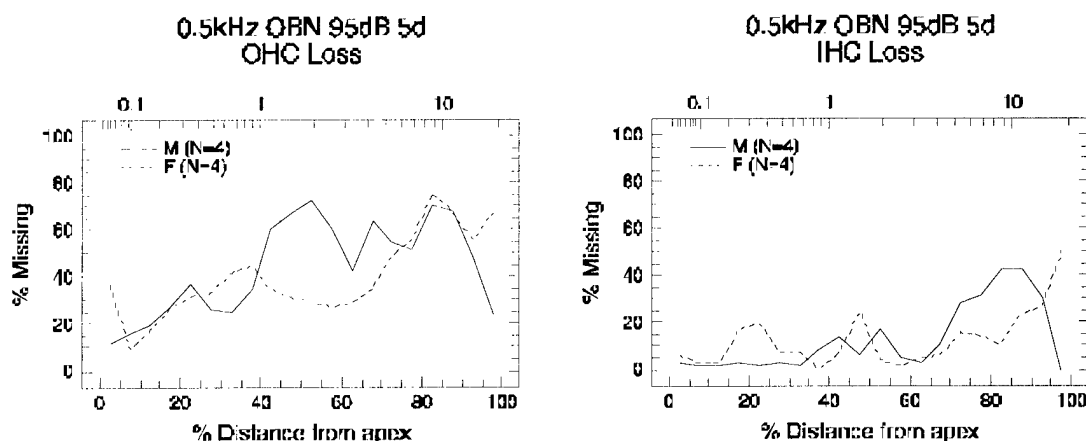 0.5kHz OBN 95dB 5d
OHC Loss
0.1 1 10
100
80
60
40
20
0
% Missing
M (N=4)
F (N-4)
0 20 40 60 80 100
% Distance from apex
0.5kHz OBN 95dB 5d
IHC Loss
0.1 1 10
100
80
60
40
20
0
% Missing
M (N=4)
F (N-4)
0 20 40 60 80 100
% Distance from apex